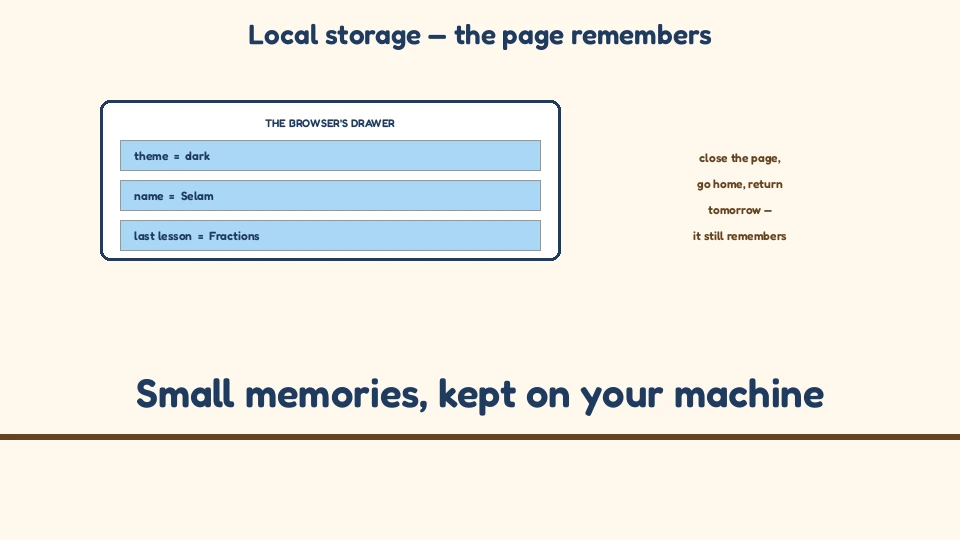 Local storage — the page remembers
THE BROWSER'S DRAWER
theme = dark
name = Selam
last lesson = Fractions
close the page,
go home, return
tomorrow —
it still remembers
Small memories, kept on your machine